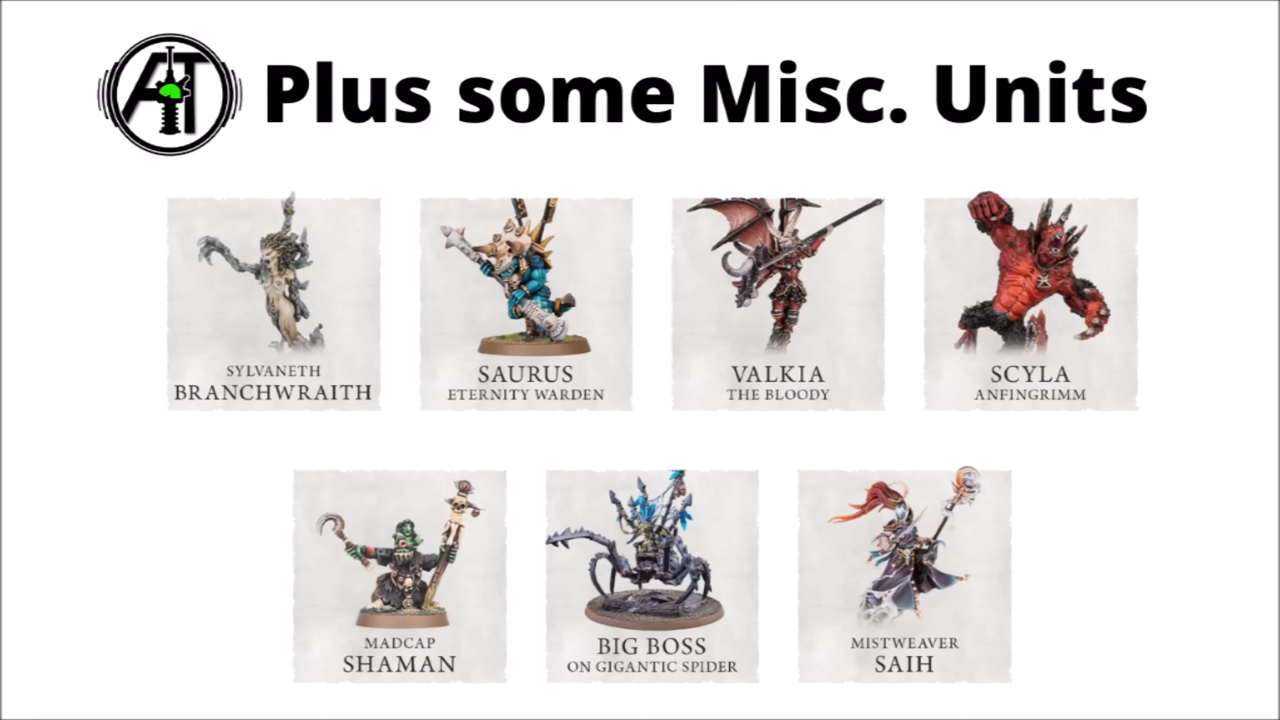 AT
Plus some Misc. Units
SYLVANETH
BRANCHWRAITH
SAURUS
ETERNITY WARDEN
VALKIA
THE BLOODY
SCYLA
ANFINGRIMM
MADCAP
SHAMAN
BIG BOSS
ON GIGANTIC SPIDER
MISTWEAVER
SAIH